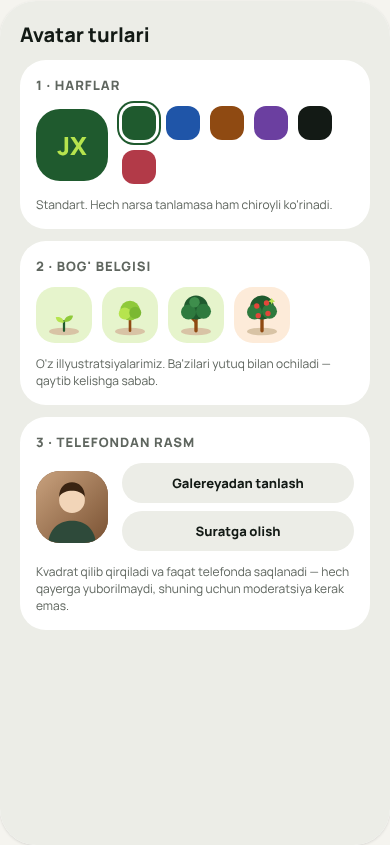 Avatar turlari
1 · HARFLAR
JX
Standart. Hech narsa tanlamasa ham chiroyli ko'rinadi.
2 · BOG' BELGISI
O'z illyustratsiyalarimiz. Ba'zilari yutuq bilan ochiladi —
qaytib kelishga sabab.
3 · TELEFONDAN RASM
Galereyadan tanlash
Suratga olish
Kvadrat qilib qirqiladi va faqat telefonda saqlanadi — hech
qayerga yuborilmaydi, shuning uchun moderatsiya kerak
emas.